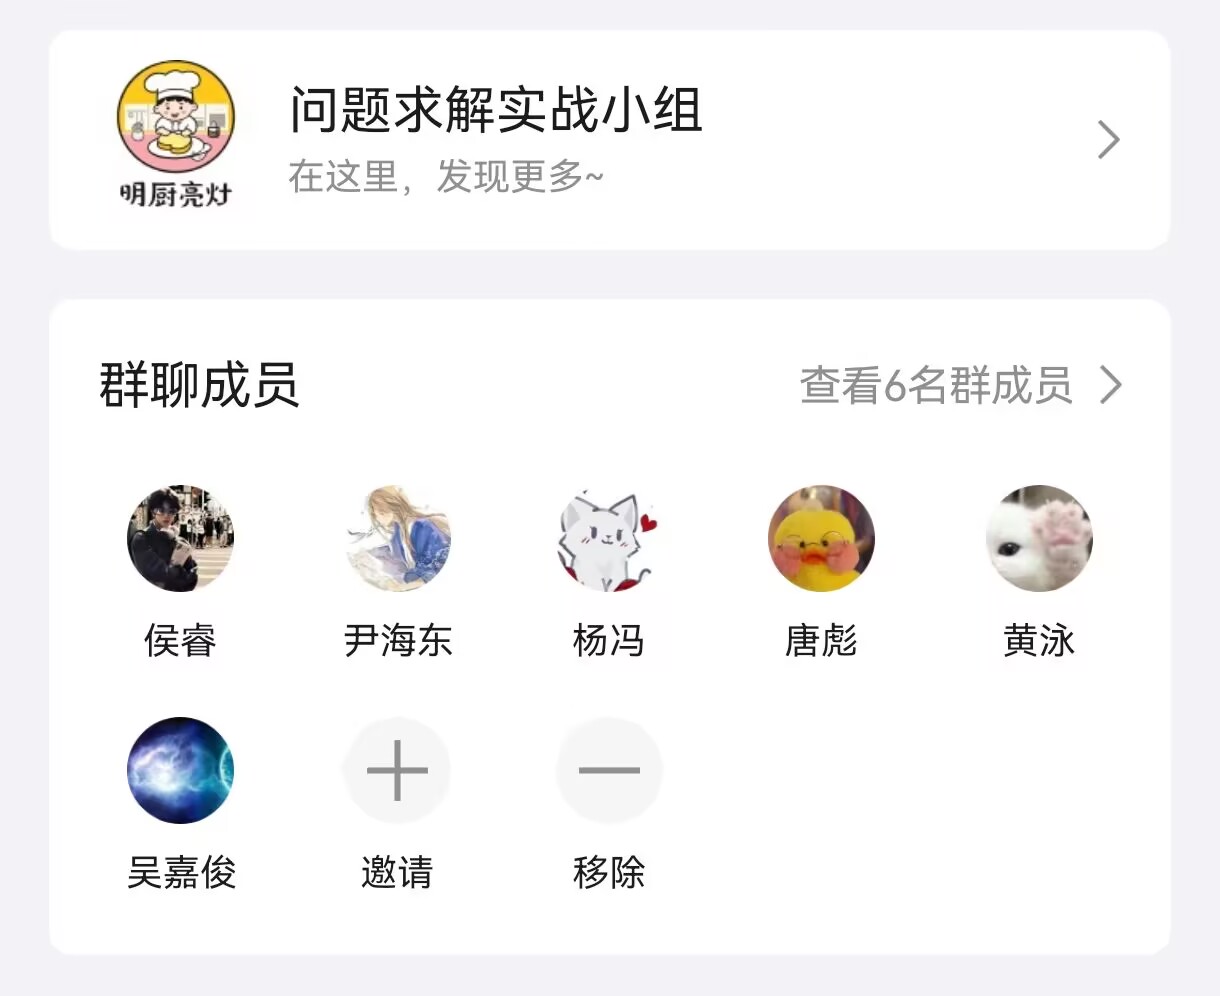 问题求解实战小组
在这里，发现更多~
明厨亮灶
群聊成员 查看6名群成员
侯睿 尹海东 杨冯 唐彪 黄泳
吴嘉俊 邀请 移除